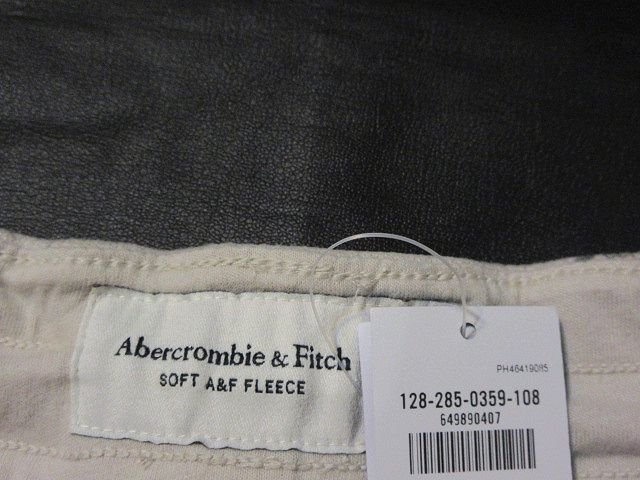 Abercrombie & Fitch
SOFT A&F FLEECE
PH46419085
128-285-0359-108
649890407